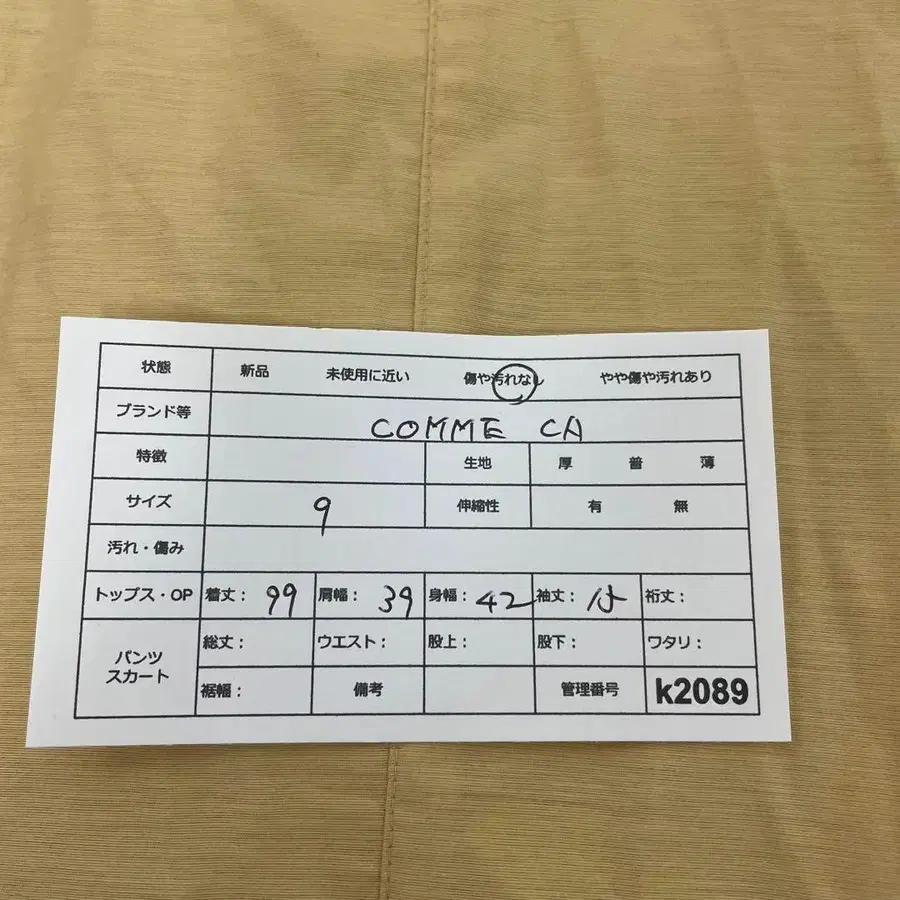 状態 新品 未使用に近い 傷や汚れなし やや傷や汚れあり
ブランド等 COMME CA
特徴 生地 厚 普 薄
サイズ 9 伸縮性 有 無
汚れ・傷み
トップス・OP 着丈: 99 肩幅: 39 身幅: 42 袖丈: 裄丈:
パンツ スカート
総丈: ウエスト: 股上: 股下: ワタリ:
裾幅: 備考 管理番号 k2089